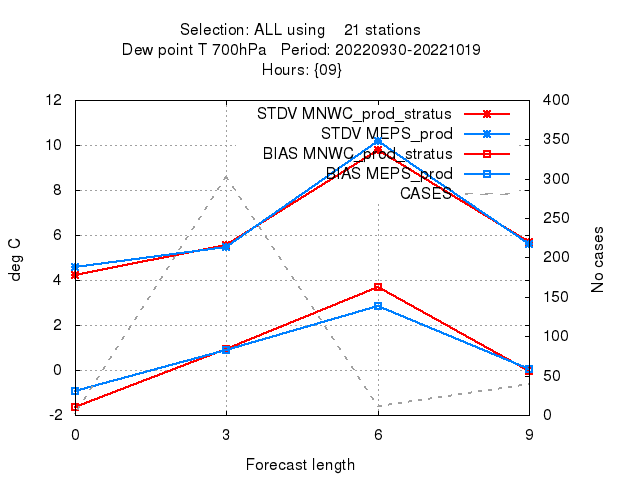 Selection: ALL using    21 stations
Dew point T 700hPa   Period: 20220930-20221019
Hours: {09}
12
10
8
6
4
2
0
-2
400
350
300
250
200
150
100
50
0
STDV MNWC_prod_stratus
STDV MEPS_prod
BIAS MNWC_prod_stratus
BIAS MEPS_prod
CASES
deg C
No cases
0 3 6 9
Forecast length